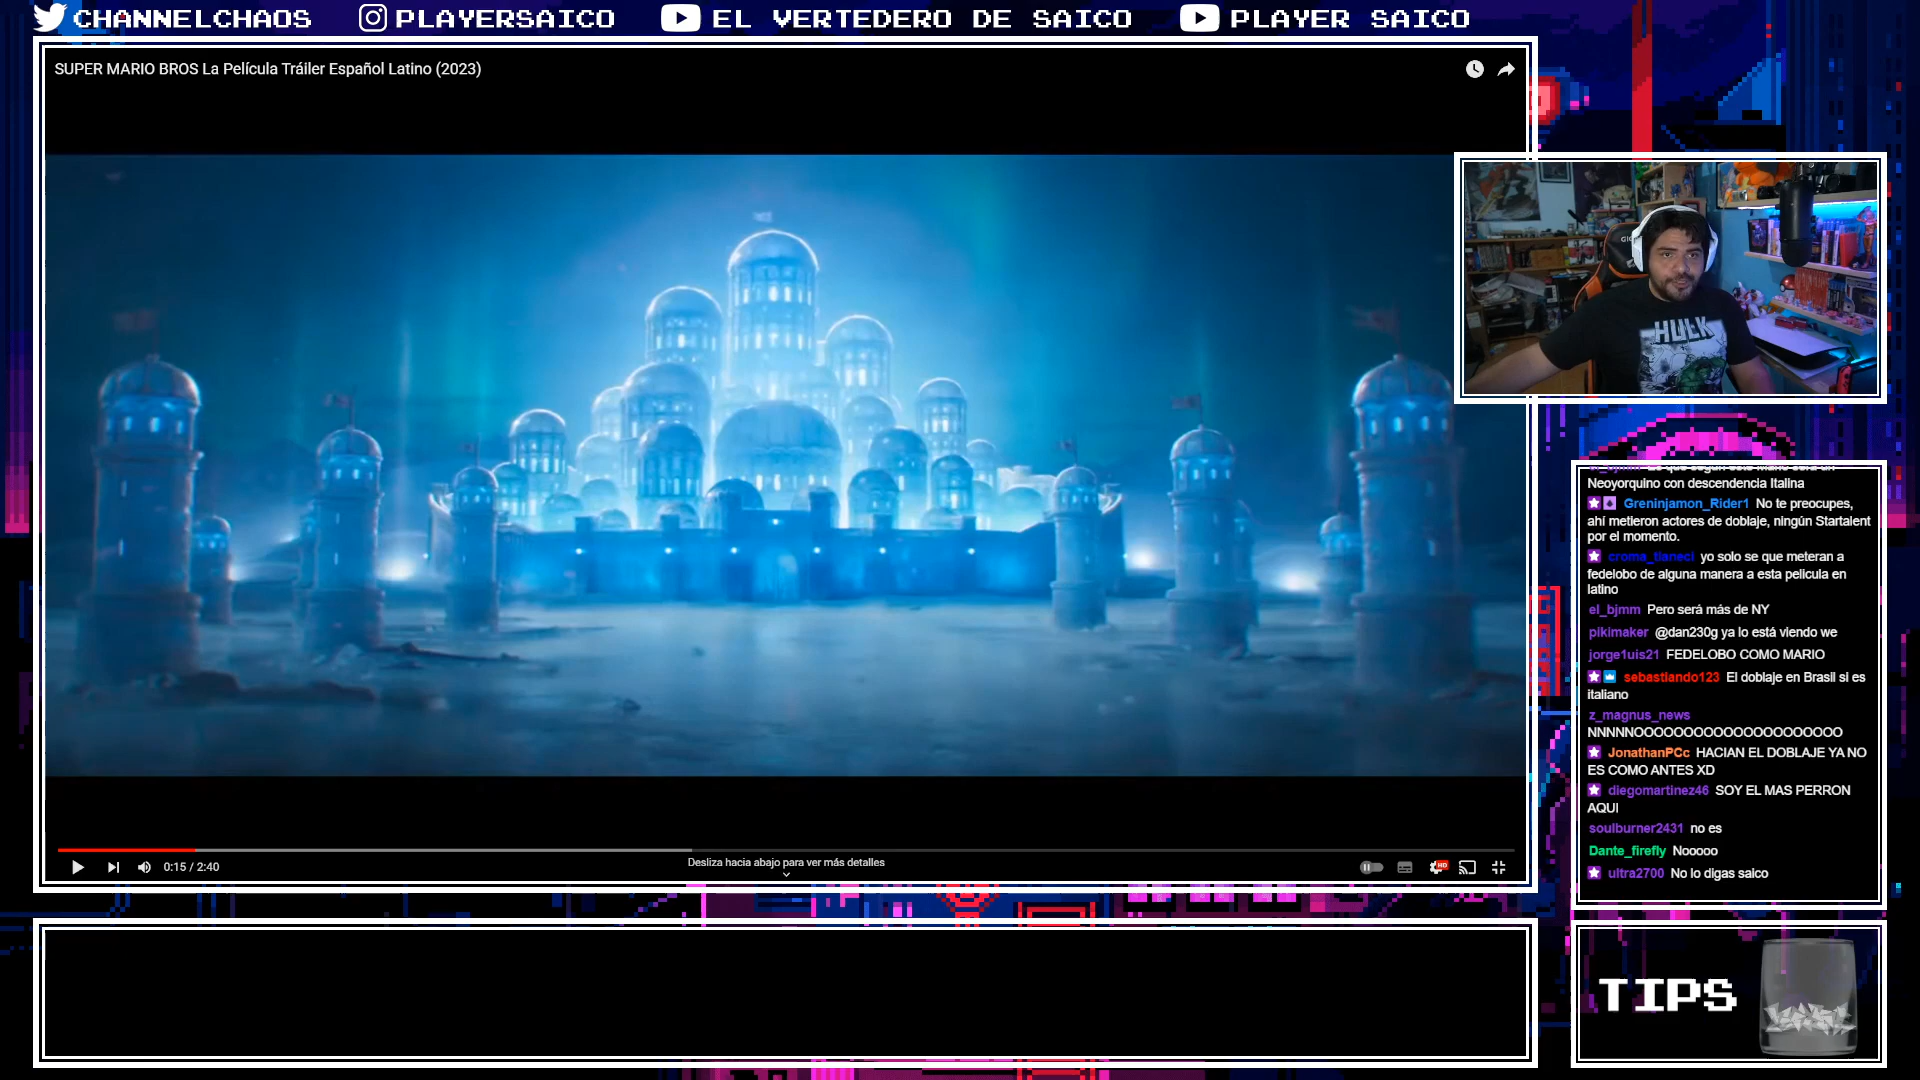 CHANNELCHAOS PLAYERSAICO EL VERTEDERO DE SAICO PLAYER SAICO
SUPER MARIO BROS La Película Tráiler Español Latino (2023)
HULK
Neoyorquino con descendencia Italina
Greninjamon_Rider1 No te preocupes,
ahí metieron actores de doblaje, ningún Startalent
por el momento.
croma_tlaneci yo solo se que meteran a
fedelobo de alguna manera a esta pelicula en
latino
el_bjmm Pero será más de NY
pikimaker @dan230g ya lo está viendo we
jorge1uis21 FEDELOBO COMO MARIO
sebastiando123 El doblaje en Brasil si es
italiano
z_magnus_news
NNNNNOOOOOOOOOOOOOOOOOOOOO
JonathanPCc HACIAN EL DOBLAJE YA NO
ES COMO ANTES XD
diegomartinez46 SOY EL MAS PERRON
AQUI
soulburner2431 no es
Dante_firefly Nooooo
ultra2700 No lo digas saico
0:15 / 2:40
Desliza hacia abajo para ver más detalles
HD
TIPS